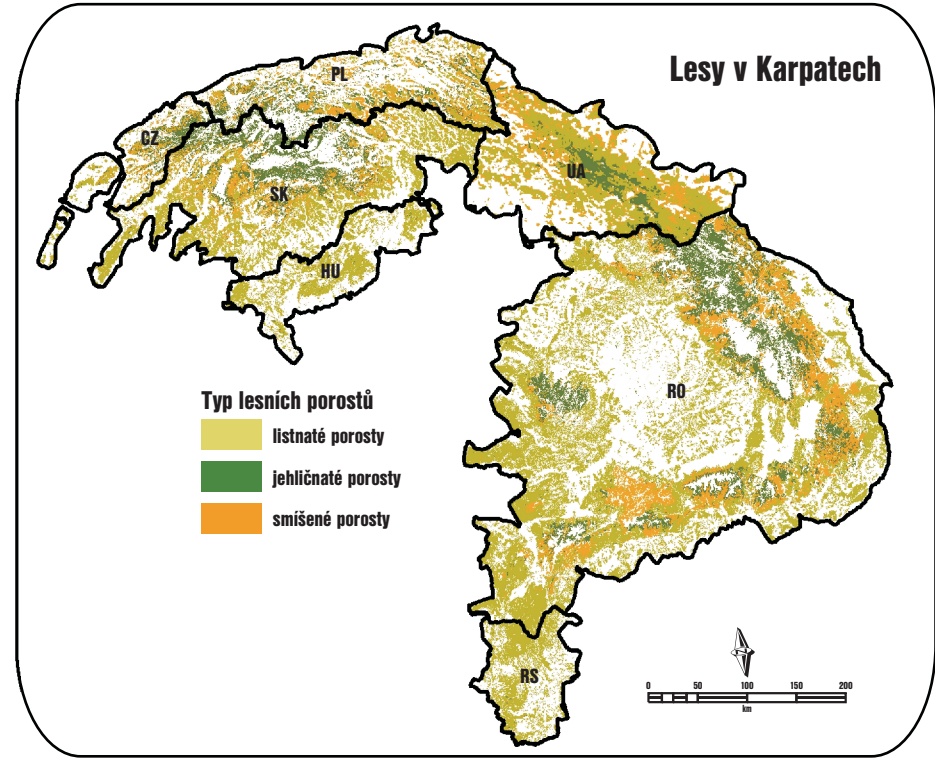 Lesy v Karpatech
PL
CZ
UA
SK
HU
RO
RS
Typ lesních porostů
listnaté porosty
jehličnaté porosty
smíšené porosty
0 50 100 150 200
km